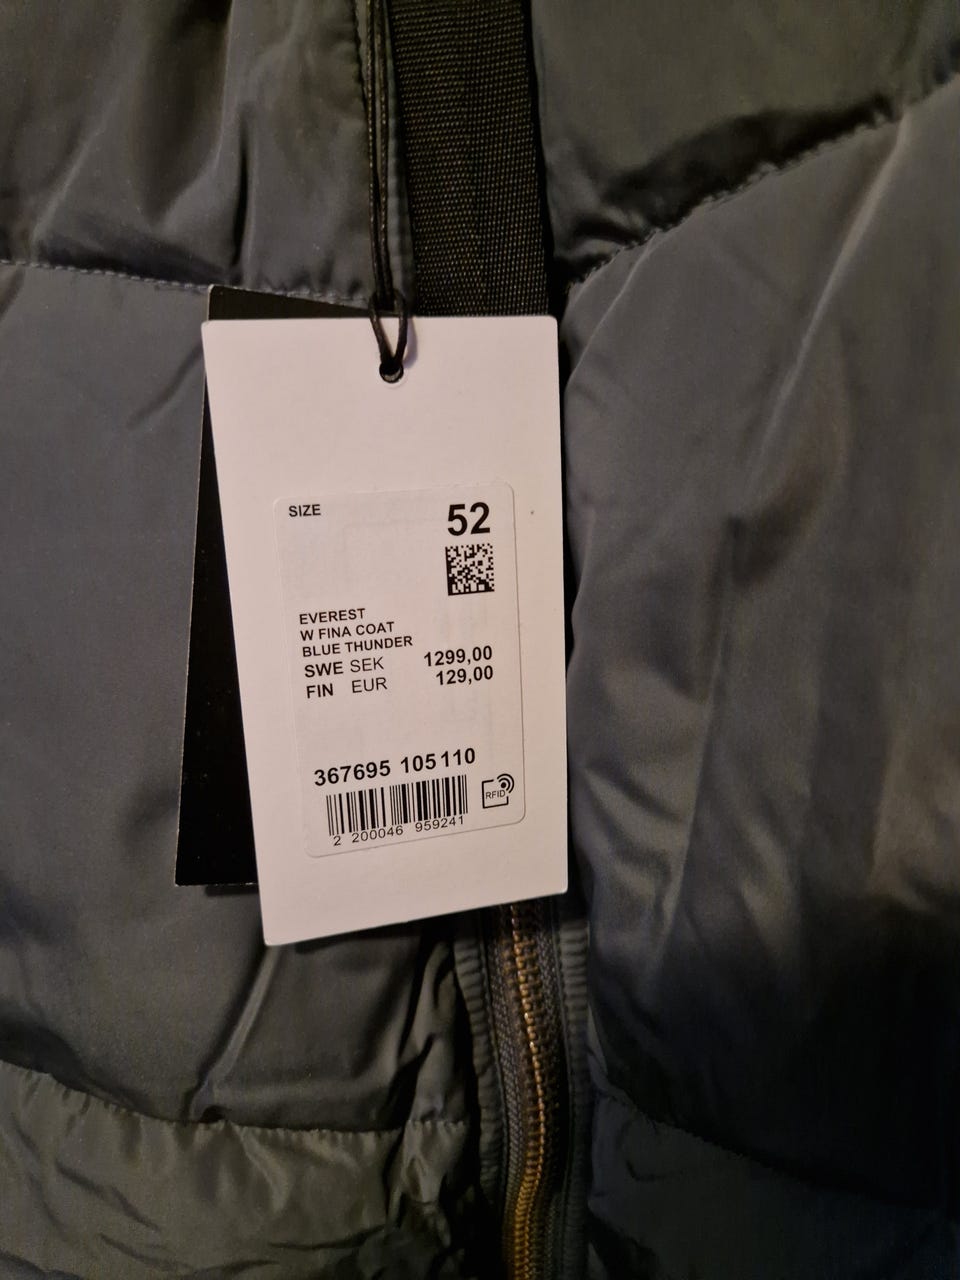 SIZE 52
EVEREST
W FINA COAT
BLUE THUNDER
SWE SEK 1299,00
FIN EUR 129,00
367695 105110
RFID
2 200046 959241